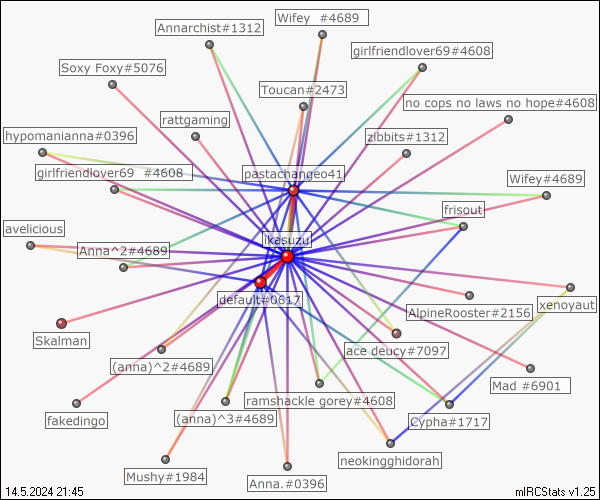 Wifey  #4689
Annarchist#1312
girlfriendlover69#4608
Soxy Foxy#5076
Toucan#2473
no cops no laws no hope#4608
rattgaming
hypomanianna#0396
zibbits#1312
girlfriendlover69  #4608
pastachangeo41
Wifey#4689
frisout
avelicious
ikasuzu
Anna^2#4689
default#0617
xenoyaut
AlpineRooster#2156
Skalman
ace deucy#7097
(anna)^2#4689
Mad #6901
ramshackle gorey#4608
fakedingo
(anna)^3#4689
Cypha#1717
neokingghidorah
Mushy#1984
Anna.#0396
14.5.2024 21:45
mIRCStats v1.25